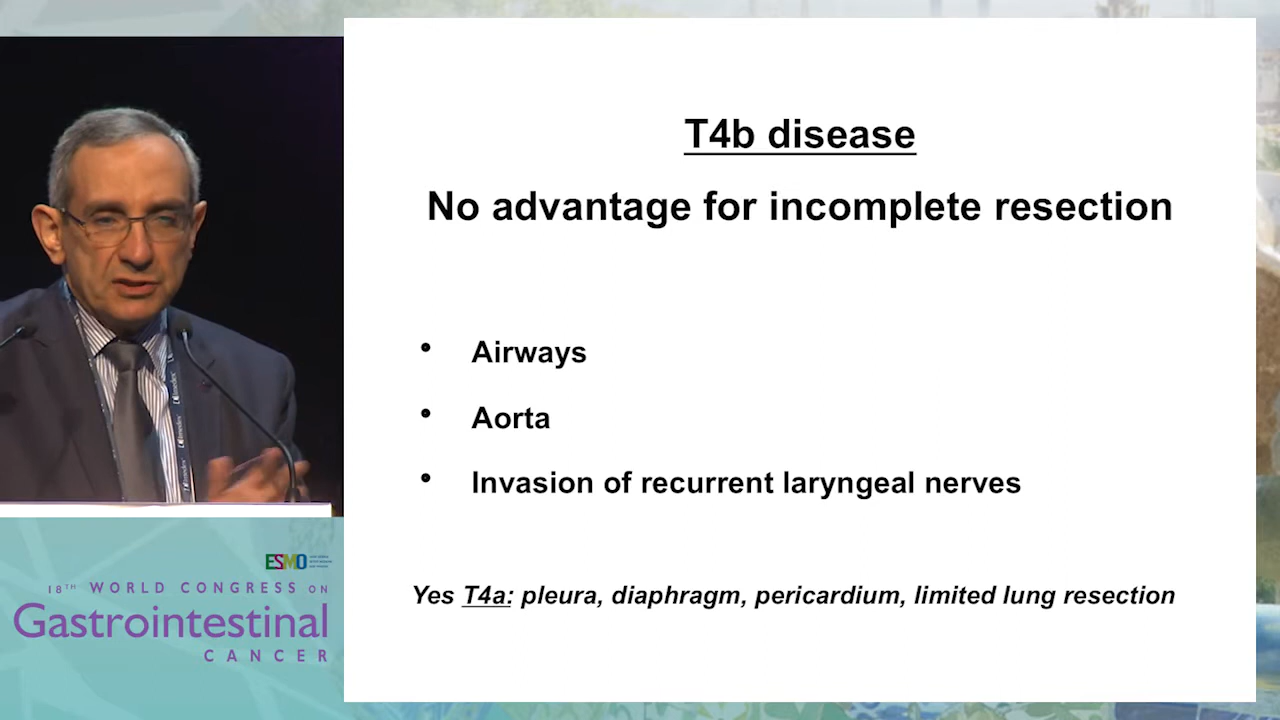 T4b disease
No advantage for incomplete resection
• Airways
• Aorta
• Invasion of recurrent laryngeal nerves
Yes T4a: pleura, diaphragm, pericardium, limited lung resection
ESMO
18TH WORLD CONGRESS ON
Gastrointestinal
CANCER